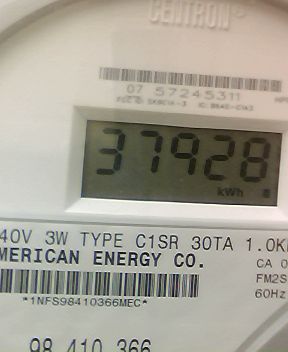 CENTRON®
07 57245311
37928
kWh
40V 3W TYPE C1SR 30TA 1.0K
MERICAN ENERGY CO.
CA 0
FM2S
60Hz
*1NFS98410366MEC*
98 410 366